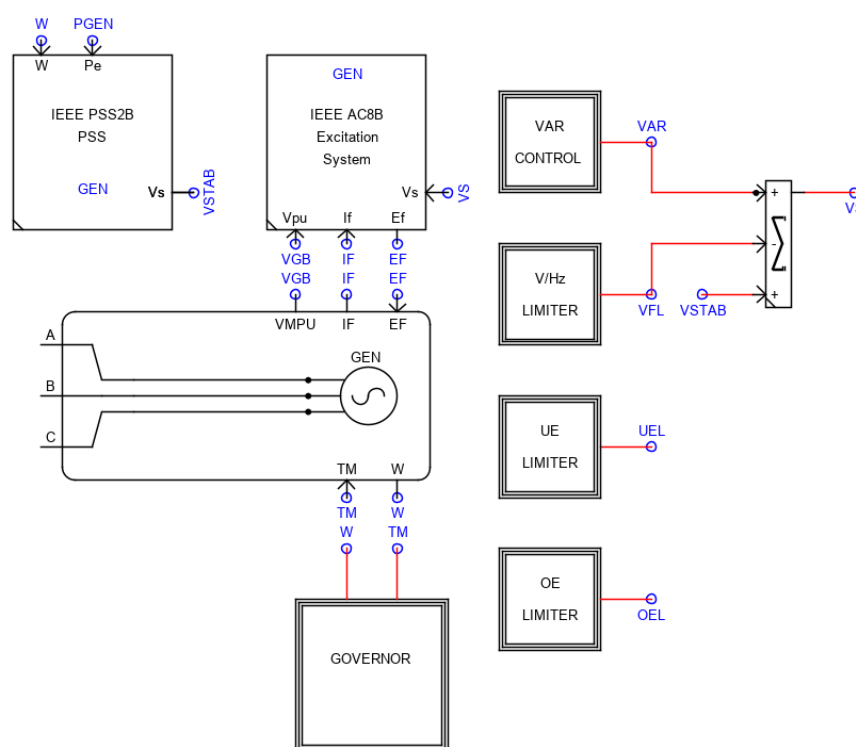 W PGEN
W Pe
IEEE PSS2B
PSS
GEN
Vs
VSTAB
GEN
IEEE AC8B
Excitation
System
Vs
VS
Vpu If Ef
VGB IF EF
VGB IF EF
VMPU IF EF
A
B
C
GEN
TM W
TM W
W TM
GOVERNOR
VAR
CONTROL
VAR
V/Hz
LIMITER
VFL
VSTAB
+
-
+
UE
LIMITER
UEL
OE
LIMITER
OEL